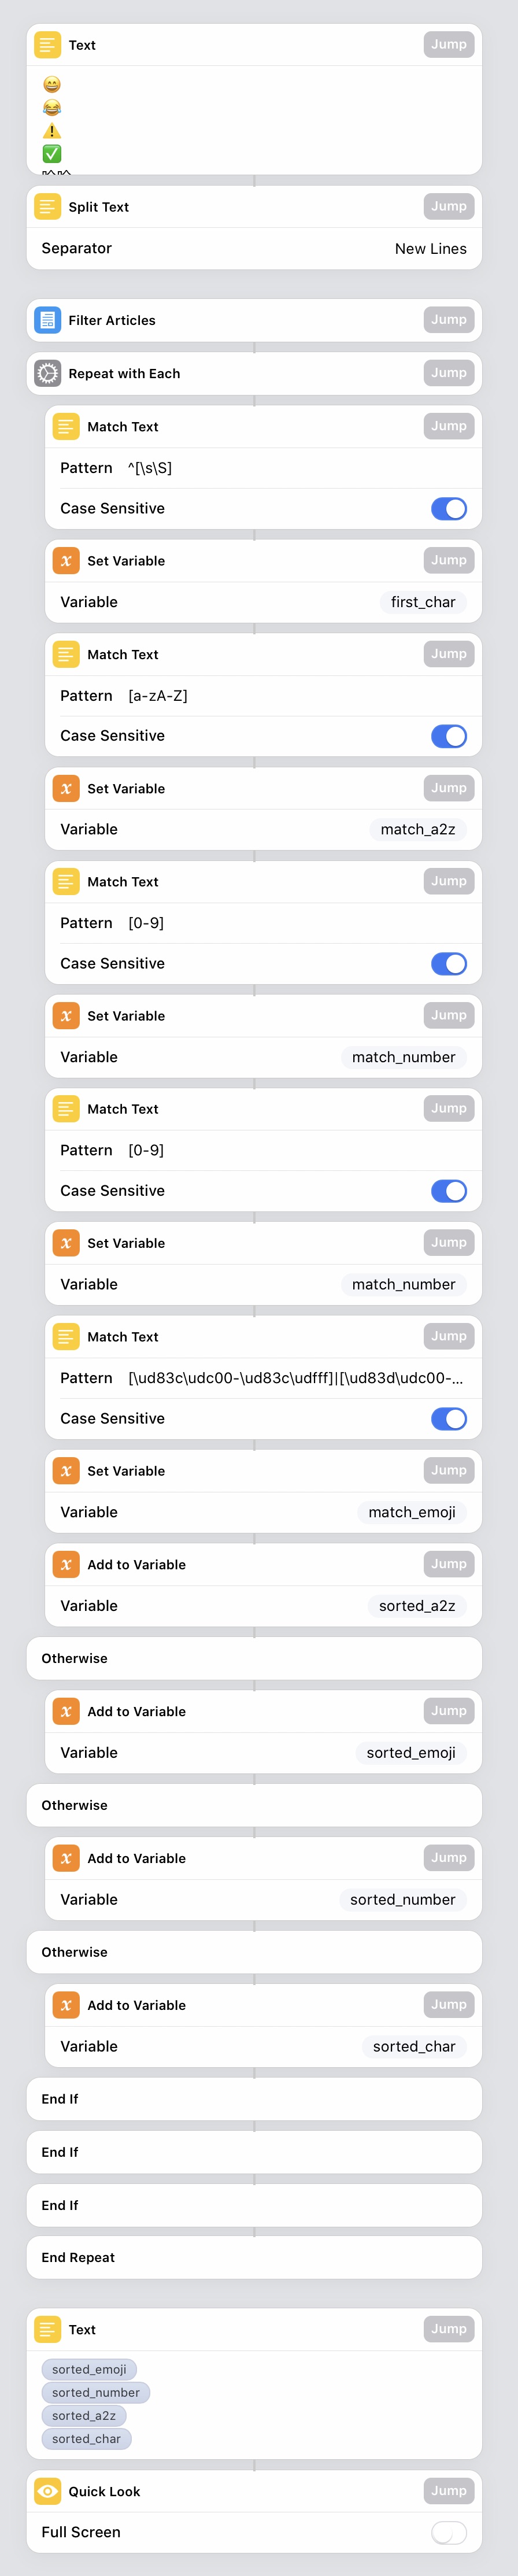 Text Jump
😄
😂
⚠️
✅
Split Text Jump
Separator New Lines
Filter Articles Jump
Repeat with Each Jump
Match Text Jump
Pattern ^[\s\S]
Case Sensitive
Set Variable Jump
Variable first_char
Match Text Jump
Pattern [a-zA-Z]
Case Sensitive
Set Variable Jump
Variable match_a2z
Match Text Jump
Pattern [0-9]
Case Sensitive
Set Variable Jump
Variable match_number
Match Text Jump
Pattern [0-9]
Case Sensitive
Set Variable Jump
Variable match_number
Match Text Jump
Pattern [\ud83c\udc00-\ud83c\udfff]|[\ud83d\udc00-...
Case Sensitive
Set Variable Jump
Variable match_emoji
Add to Variable Jump
Variable sorted_a2z
Otherwise
Add to Variable Jump
Variable sorted_emoji
Otherwise
Add to Variable Jump
Variable sorted_number
Otherwise
Add to Variable Jump
Variable sorted_char
End If
End If
End If
End Repeat
Text Jump
sorted_emoji
sorted_number
sorted_a2z
sorted_char
Quick Look Jump
Full Screen